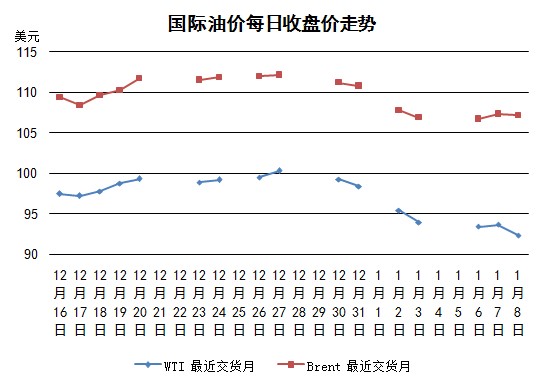 国际油价每日收盘价走势
美元
115
110
105
100
95
90
12月16日
12月17日
12月18日
12月19日
12月20日
12月21日
12月22日
12月23日
12月24日
12月25日
12月26日
12月27日
12月28日
12月29日
12月30日
12月31日
1月1日
1月2日
1月3日
1月4日
1月5日
1月6日
1月7日
1月8日
WTI 最近交货月
Brent 最近交货月